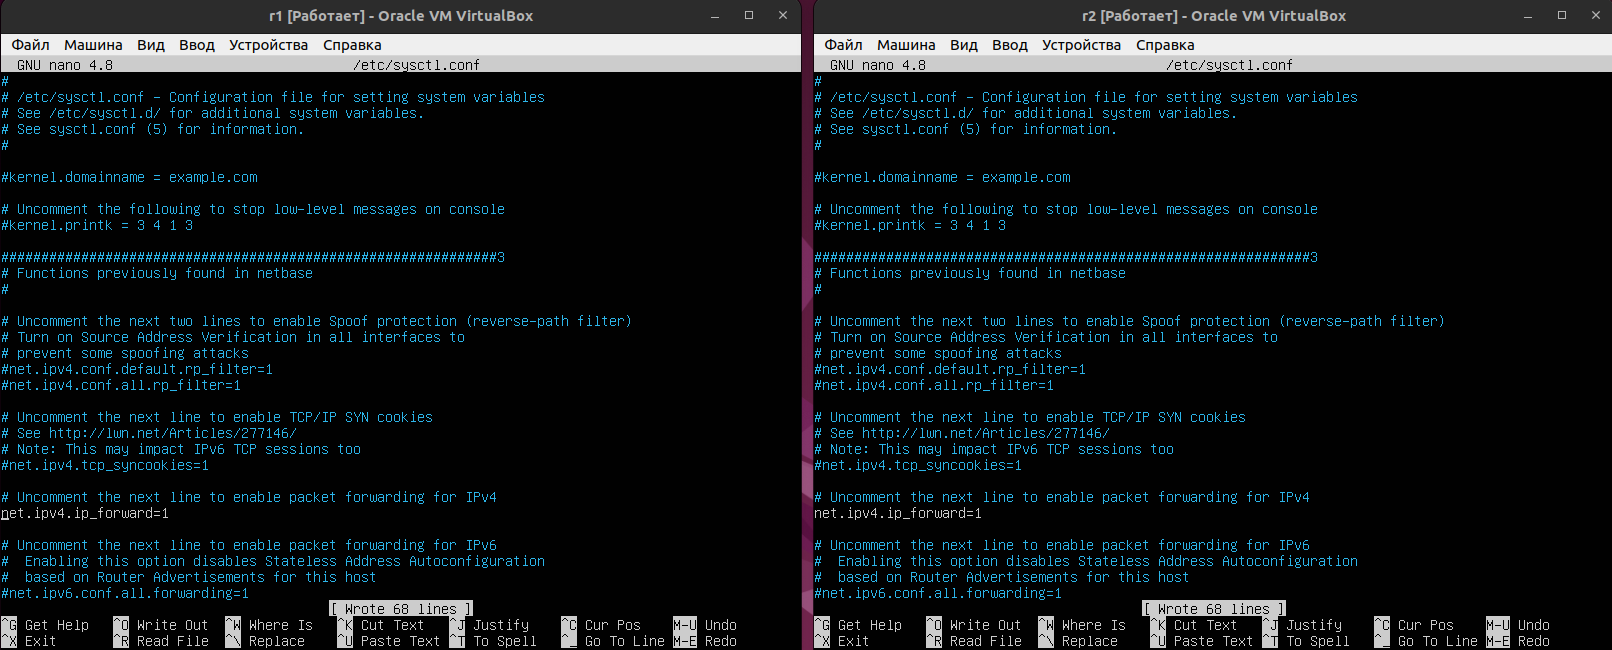 r1 [Работает] - Oracle VM VirtualBox
Файл Машина Вид Ввод Устройства Справка
GNU nano 4.8 /etc/sysctl.conf
#
# /etc/sysctl.conf - Configuration file for setting system variables
# See /etc/sysctl.d/ for additional system variables.
# See sysctl.conf (5) for information.
#
#kernel.domainname = example.com
# Uncomment the following to stop low-level messages on console
#kernel.printk = 3 4 1 3
##############################################################3
# Functions previously found in netbase
#
# Uncomment the next two lines to enable Spoof protection (reverse-path filter)
# Turn on Source Address Verification in all interfaces to
# prevent some spoofing attacks
#net.ipv4.conf.default.rp_filter=1
#net.ipv4.conf.all.rp_filter=1
# Uncomment the next line to enable TCP/IP SYN cookies
# See http://lwn.net/Articles/277146/
# Note: This may impact IPv6 TCP sessions too
#net.ipv4.tcp_syncookies=1
# Uncomment the next line to enable packet forwarding for IPv4
net.ipv4.ip_forward=1
# Uncomment the next line to enable packet forwarding for IPv6
#  Enabling this option disables Stateless Address Autoconfiguration
#  based on Router Advertisements for this host
#net.ipv6.conf.all.forwarding=1
[ Wrote 68 lines ]
^G Get Help ^O Write Out ^W Where Is ^K Cut Text ^J Justify ^C Cur Pos M-U Undo
^X Exit ^R Read File ^\ Replace ^U Paste Text ^T To Spell ^_ Go To Line M-E Redo
r2 [Работает] - Oracle VM VirtualBox
Файл Машина Вид Ввод Устройства Справка
GNU nano 4.8 /etc/sysctl.conf
#
# /etc/sysctl.conf - Configuration file for setting system variables
# See /etc/sysctl.d/ for additional system variables.
# See sysctl.conf (5) for information.
#
#kernel.domainname = example.com
# Uncomment the following to stop low-level messages on console
#kernel.printk = 3 4 1 3
##############################################################3
# Functions previously found in netbase
#
# Uncomment the next two lines to enable Spoof protection (reverse-path filter)
# Turn on Source Address Verification in all interfaces to
# prevent some spoofing attacks
#net.ipv4.conf.default.rp_filter=1
#net.ipv4.conf.all.rp_filter=1
# Uncomment the next line to enable TCP/IP SYN cookies
# See http://lwn.net/Articles/277146/
# Note: This may impact IPv6 TCP sessions too
#net.ipv4.tcp_syncookies=1
# Uncomment the next line to enable packet forwarding for IPv4
net.ipv4.ip_forward=1
# Uncomment the next line to enable packet forwarding for IPv6
#  Enabling this option disables Stateless Address Autoconfiguration
#  based on Router Advertisements for this host
#net.ipv6.conf.all.forwarding=1
[ Wrote 68 lines ]
^G Get Help ^O Write Out ^W Where Is ^K Cut Text ^J Justify ^C Cur Pos M-U Undo
^X Exit ^R Read File ^\ Replace ^U Paste Text ^T To Spell ^_ Go To Line M-E Redo